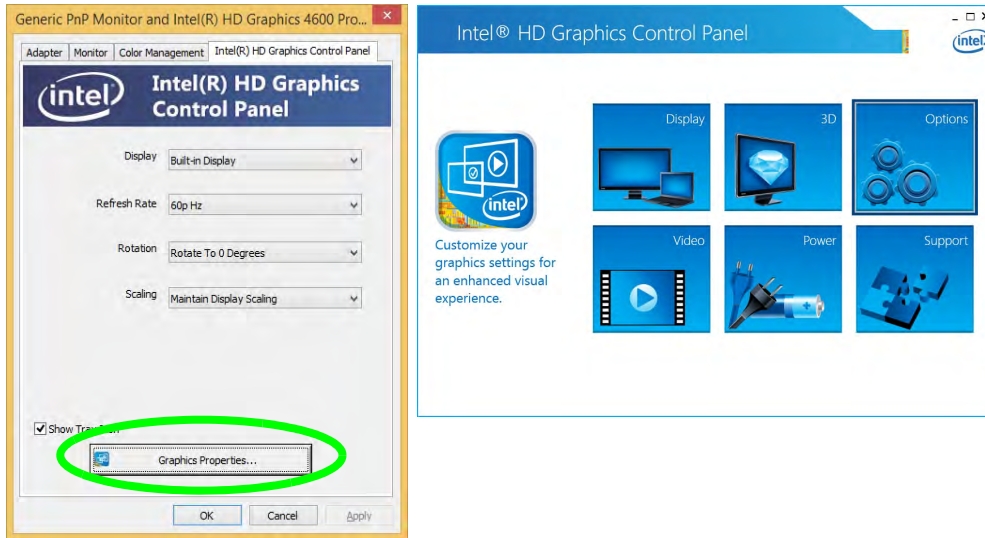 Generic PnP Monitor and Intel(R) HD Graphics 4600 Pro...
Adapter Monitor Color Management Intel(R) HD Graphics Control Panel
intel
Intel(R) HD Graphics
Control Panel
Display Built-in Display
Refresh Rate 60p Hz
Rotation Rotate To 0 Degrees
Scaling Maintain Display Scaling
Show
Graphics Properties...
OK Cancel Apply
Intel® HD Graphics Control Panel
intel
intel
Customize your
graphics settings for
an enhanced visual
experience.
Display 3D Options
Video Power Support